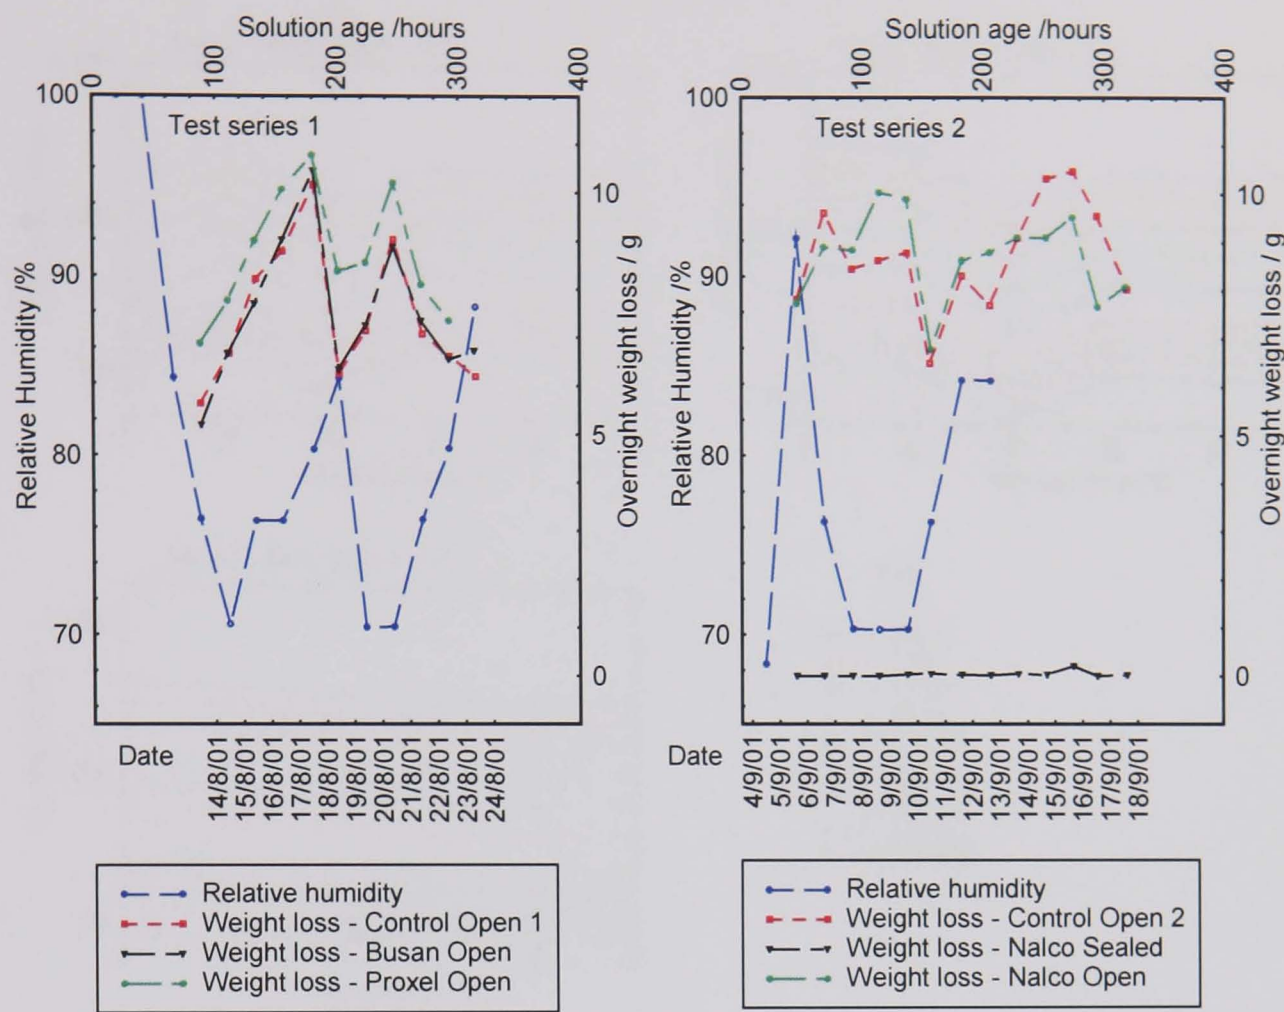 Solution age /hours
0 100 200 300 400
Test series 1
100
90
80
70
Relative Humidity /%
10
5
0
Overnight weight loss / g
Date
14/8/01
15/8/01
16/8/01
17/8/01
18/8/01
19/8/01
20/8/01
21/8/01
22/8/01
23/8/01
24/8/01
Relative humidity
Weight loss - Control Open 1
Weight loss - Busan Open
Weight loss - Proxel Open
Solution age /hours
0 100 200 300 400
Test series 2
100
90
80
70
Relative Humidity /%
10
5
0
Overnight weight loss / g
Date
4/9/01
5/9/01
6/9/01
7/9/01
8/9/01
9/9/01
10/9/01
11/9/01
12/9/01
13/9/01
14/9/01
15/9/01
16/9/01
17/9/01
18/9/01
Relative humidity
Weight loss - Control Open 2
Weight loss - Nalco Sealed
Weight loss - Nalco Open